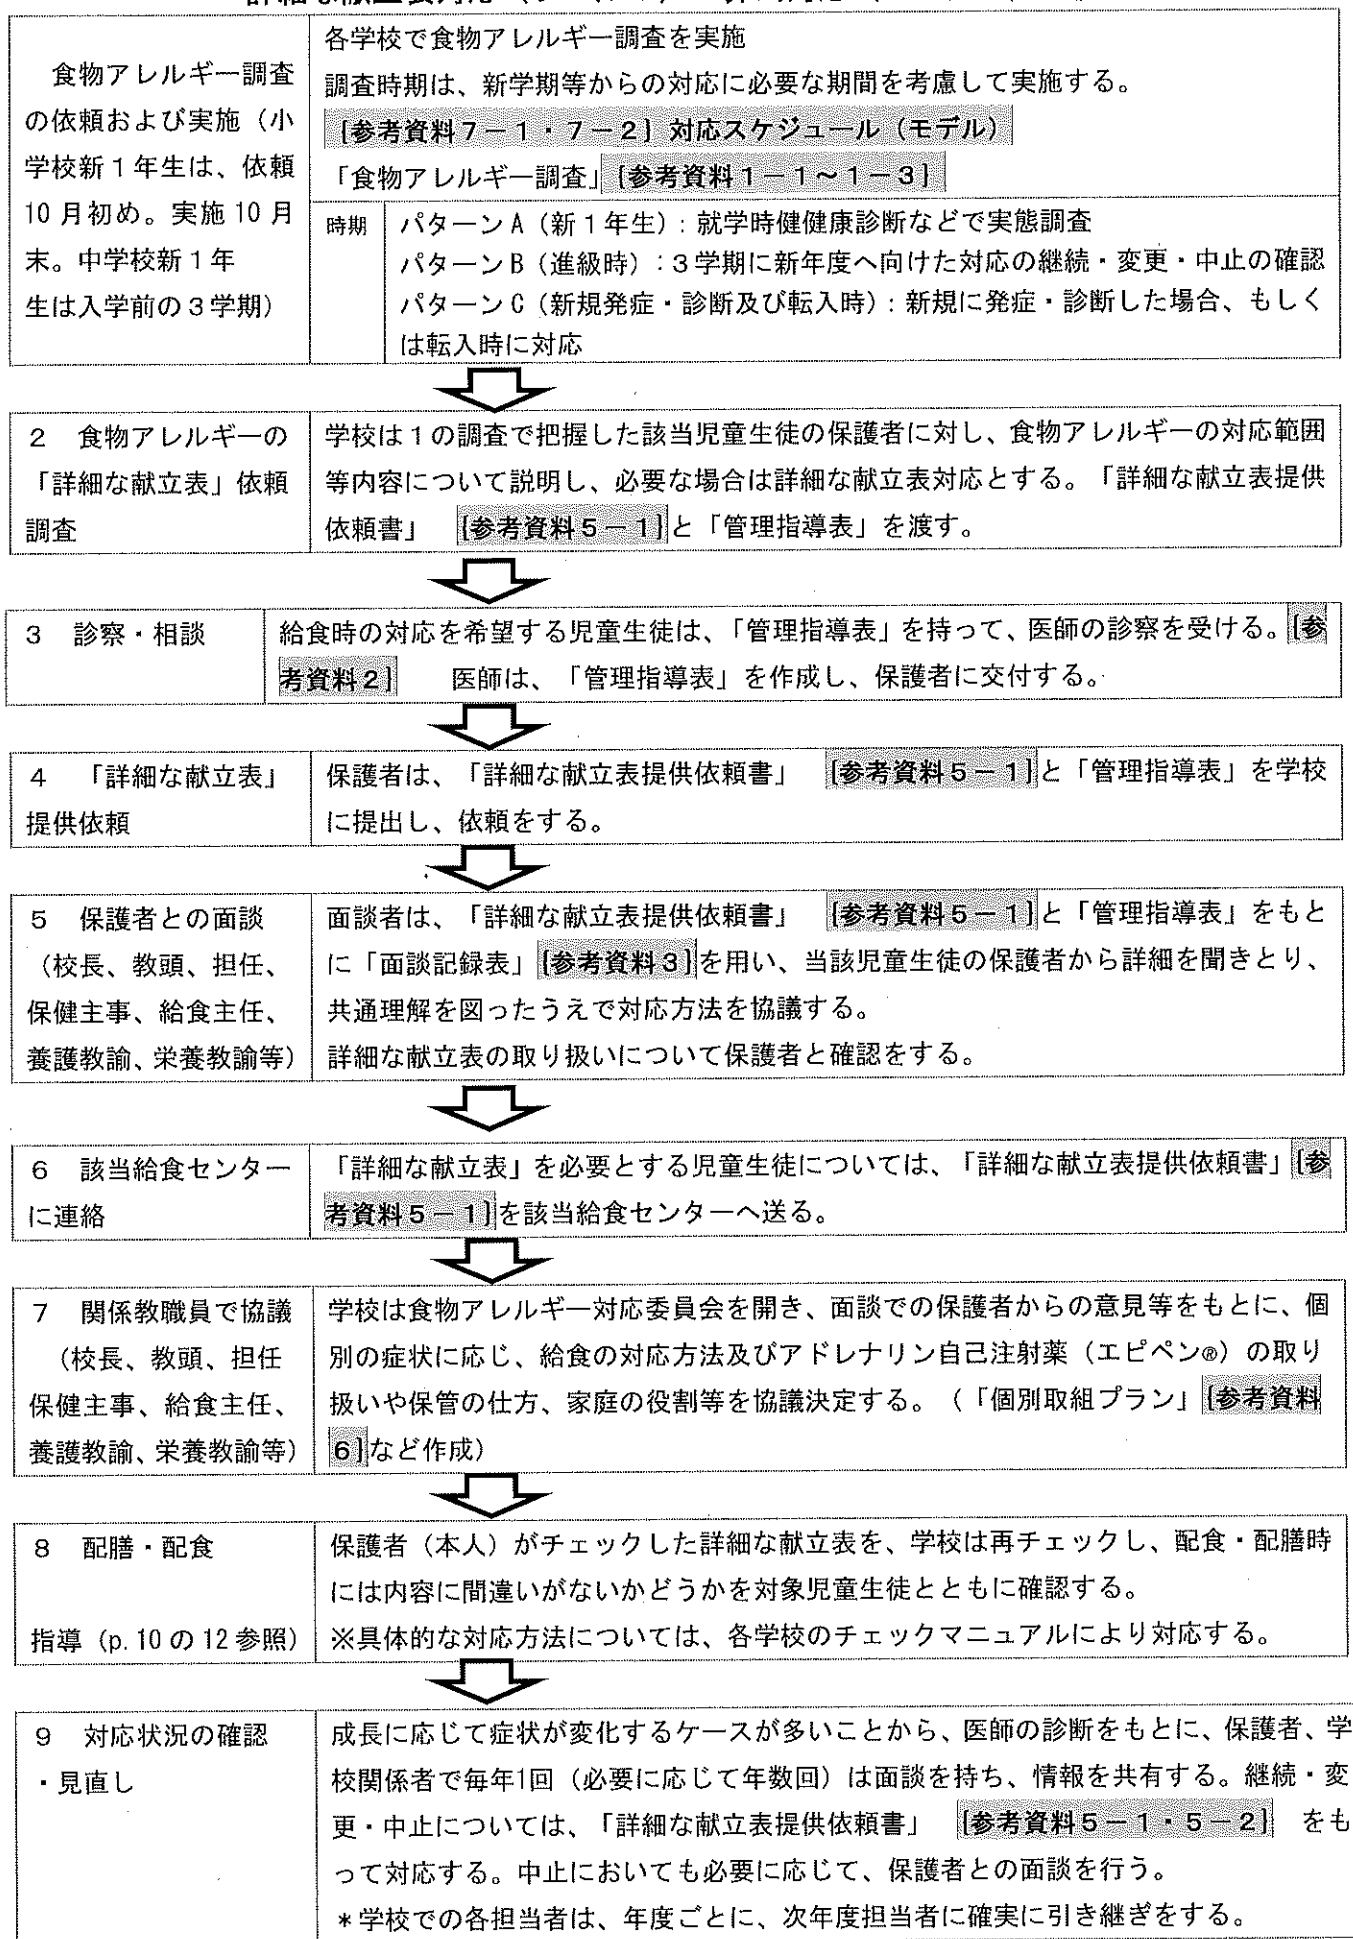 食物アレルギー調査
の依頼および実施（小
学校新１年生は、依頼
10月初め。実施10月
末。中学校新１年
生は入学前の３学期）
各学校で食物アレルギー調査を実施
調査時期は、新学期等からの対応に必要な期間を考慮して実施する。
［参考資料７－１・７－２］対応スケジュール（モデル）
「食物アレルギー調査」［参考資料１－１～１－３］
時期
パターンA（新１年生）：就学時健健康診断などで実態調査
パターンB（進級時）：３学期に新年度へ向けた対応の継続・変更・中止の確認
パターンC（新規発症・診断及び転入時）：新規に発症・診断した場合、もしく
は転入時に対応
２　食物アレルギーの
「詳細な献立表」依頼
調査
学校は１の調査で把握した該当児童生徒の保護者に対し、食物アレルギーの対応範囲
等内容について説明し、必要な場合は詳細な献立表対応とする。「詳細な献立表提供
依頼書」　［参考資料５－１］と「管理指導表」を渡す。
３　診察・相談
給食時の対応を希望する児童生徒は、「管理指導表」を持って、医師の診察を受ける。［参
考資料２］　医師は、「管理指導表」を作成し、保護者に交付する。
４　「詳細な献立表」
提供依頼
保護者は、「詳細な献立表提供依頼書」　［参考資料５－１］と「管理指導表」を学校
に提出し、依頼をする。
５　保護者との面談
（校長、教頭、担任、
保健主事、給食主任、
養護教諭、栄養教諭等）
面談者は、「詳細な献立表提供依頼書」　［参考資料５－１］と「管理指導表」をもと
に「面談記録表」［参考資料３］を用い、当該児童生徒の保護者から詳細を聞きとり、
共通理解を図ったうえで対応方法を協議する。
詳細な献立表の取り扱いについて保護者と確認をする。
６　該当給食センター
に連絡
「詳細な献立表」を必要とする児童生徒については、「詳細な献立表提供依頼書」［参
考資料５－１］を該当給食センターへ送る。
７　関係教職員で協議
（校長、教頭、担任
保健主事、給食主任、
養護教諭、栄養教諭等）
学校は食物アレルギー対応委員会を開き、面談での保護者からの意見等をもとに、個
別の症状に応じ、給食の対応方法及びアドレナリン自己注射薬（エピペン®）の取り
扱いや保管の仕方、家庭の役割等を協議決定する。（「個別取組プラン」［参考資料
６］など作成）
８　配膳・配食
指導（p.10の12参照）
保護者（本人）がチェックした詳細な献立表を、学校は再チェックし、配食・配膳時
には内容に間違いがないかどうかを対象児童生徒とともに確認する。
※具体的な対応方法については、各学校のチェックマニュアルにより対応する。
９　対応状況の確認
・見直し
成長に応じて症状が変化するケースが多いことから、医師の診断をもとに、保護者、学
校関係者で毎年1回（必要に応じて年数回）は面談を持ち、情報を共有する。継続・変
更・中止については、「詳細な献立表提供依頼書」　［参考資料５－１・５－２］　をも
って対応する。中止においても必要に応じて、保護者との面談を行う。
＊学校での各担当者は、年度ごとに、次年度担当者に確実に引き継ぎをする。